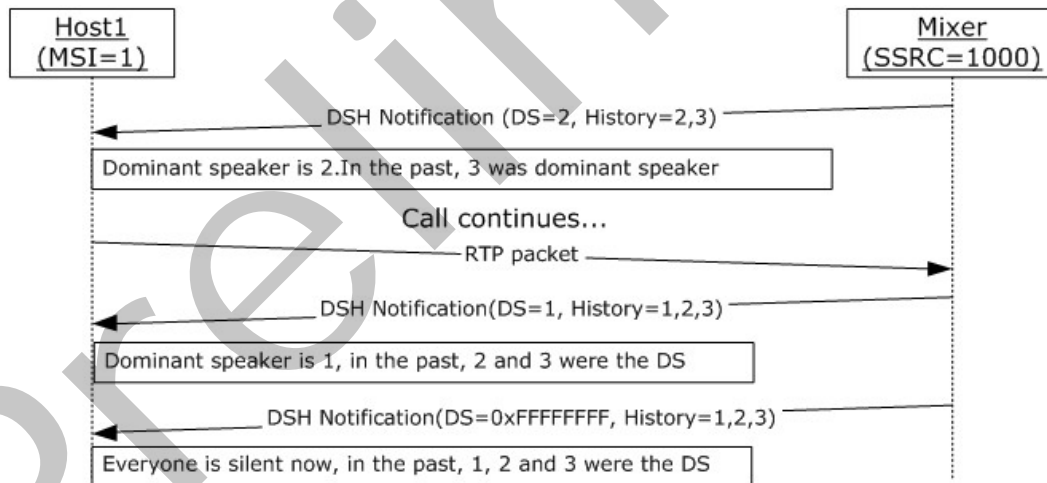 Host1
(MSI=1)
Mixer
(SSRC=1000)
DSH Notification (DS=2, History=2,3)
Dominant speaker is 2.In the past, 3 was dominant speaker
Call continues...
RTP packet
DSH Notification(DS=1, History=1,2,3)
Dominant speaker is 1, in the past, 2 and 3 were the DS
DSH Notification(DS=0xFFFFFFFF, History=1,2,3)
Everyone is silent now, in the past, 1, 2 and 3 were the DS
Prelim